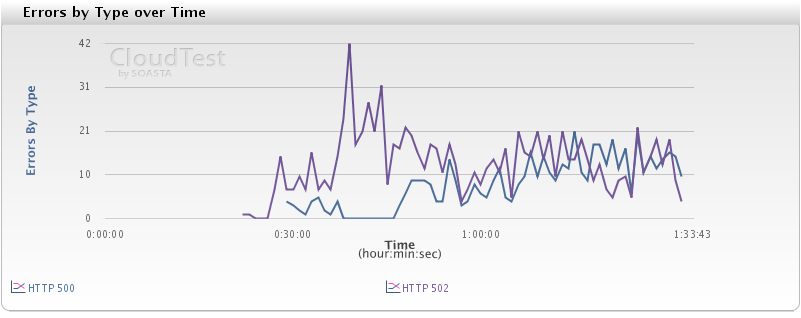 Errors by Type over Time
CloudTest
by SOASTA
Errors By Type
42
31
21
10
0
0:00:00
0:30:00
1:00:00
1:33:43
Time
(hour:min:sec)
HTTP 500
HTTP 502